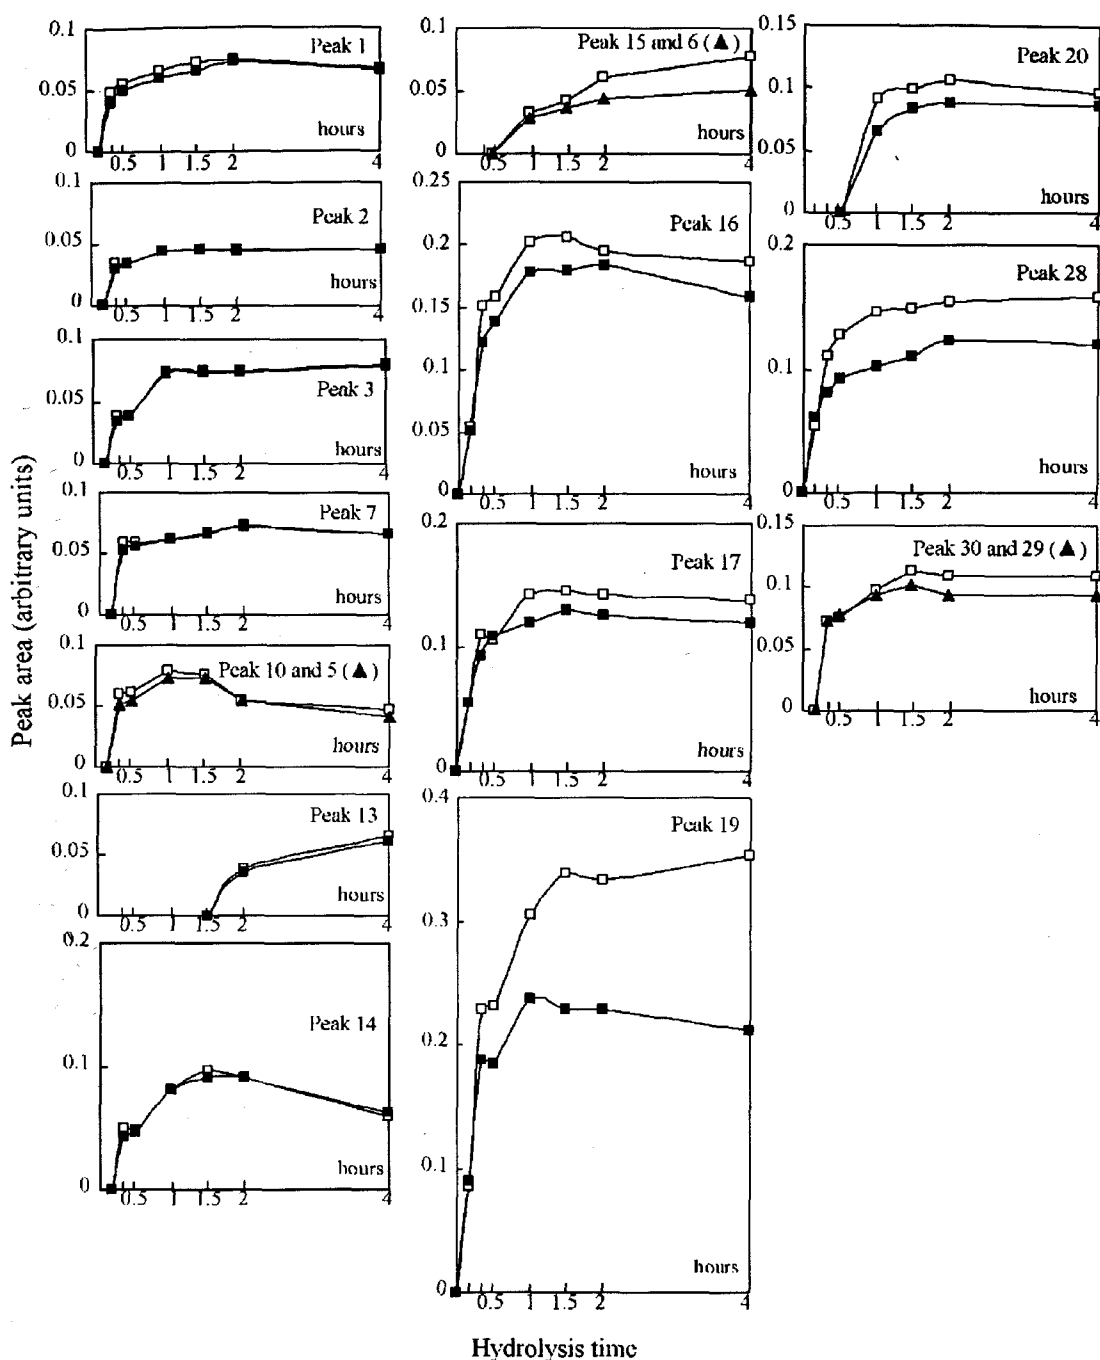 Peak area (arbitrary units)
0.1
Peak 1
0.05
hours
0
0.5 1 1.5 2 4
0.1
Peak 2
0.05
hours
0
0.5 1 1.5 2 4
0.1
0.05
Peak 3
hours
0
0.5 1 1.5 2 4
0.1
Peak 7
0.05
hours
0
0.5 1 1.5 2 4
0.1
Peak 10 and 5 (▲)
0.05
hours
0
0.5 1 1.5 2 4
0.1
Peak 13
0.05
hours
0
0.5 1 1.5 2 4
0.2
Peak 14
0.1
hours
0
0.5 1 1.5 2 4
0.1
Peak 15 and 6 (▲)
0.05
hours
0
0.5 1 1.5 2 4
0.25
Peak 16
0.2
0.15
0.1
0.05
hours
0
0.5 1 1.5 2 4
0.2
Peak 17
0.1
hours
0
0.5 1 1.5 2 4
0.4
Peak 19
0.3
0.2
0.1
hours
0
0.5 1 1.5 2 4
0.15
Peak 20
0.1
0.05
hours
0
0.5 1 1.5 2 4
0.2
Peak 28
0.1
hours
0
0.5 1 1.5 2 4
0.15
Peak 30 and 29 (▲)
0.1
0.05
hours
0
0.5 1 1.5 2 4
Hydrolysis time